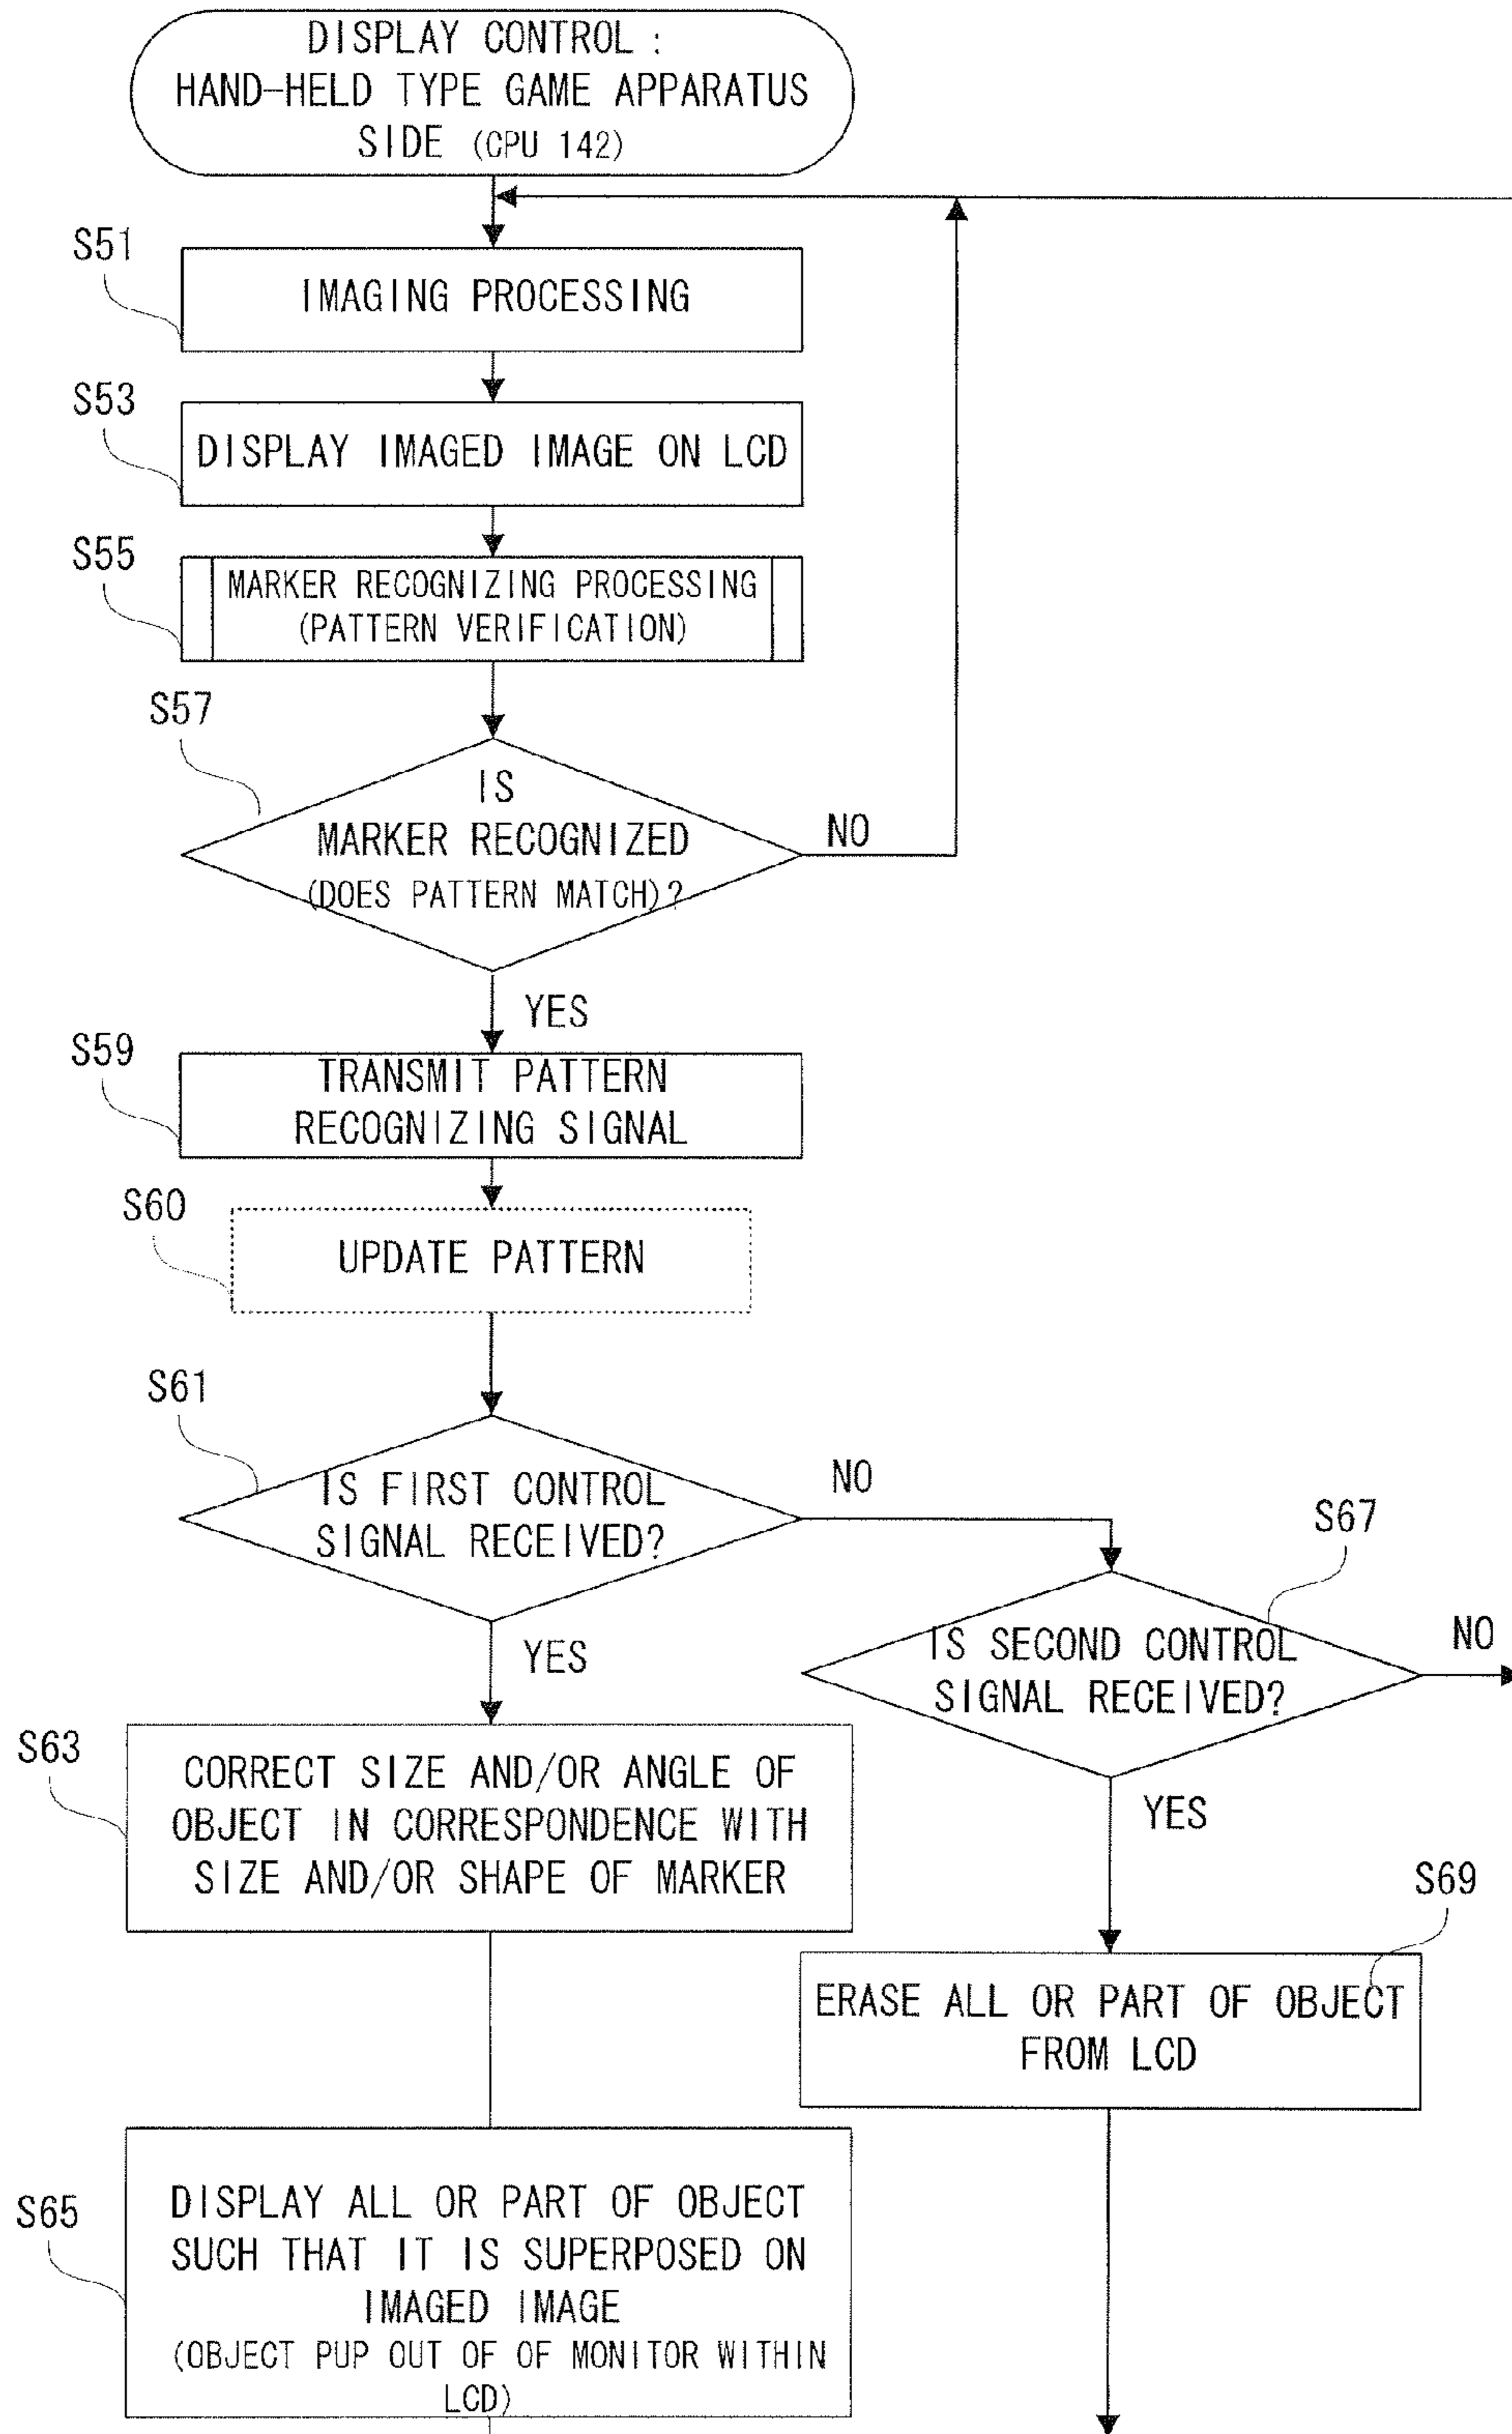 DISPLAY CONTROL :
HAND-HELD TYPE GAME APPARATUS
SIDE (CPU 142)
S51
IMAGING PROCESSING
S53
DISPLAY IMAGED IMAGE ON LCD
S55
MARKER RECOGNIZING PROCESSING
(PATTERN VERIFICATION)
S57
IS
MARKER RECOGNIZED
(DOES PATTERN MATCH)?
NO
YES
S59
TRANSMIT PATTERN
RECOGNIZING SIGNAL
S60
UPDATE PATTERN
S61
IS FIRST CONTROL
SIGNAL RECEIVED?
NO
YES
S67
IS SECOND CONTROL
SIGNAL RECEIVED?
NO
YES
S63
CORRECT SIZE AND/OR ANGLE OF
OBJECT IN CORRESPONDENCE WITH
SIZE AND/OR SHAPE OF MARKER
S69
ERASE ALL OR PART OF OBJECT
FROM LCD
S65
DISPLAY ALL OR PART OF OBJECT
SUCH THAT IT IS SUPERPOSED ON
IMAGED IMAGE
(OBJECT PUP OUT OF OF MONITOR WITHIN
LCD)